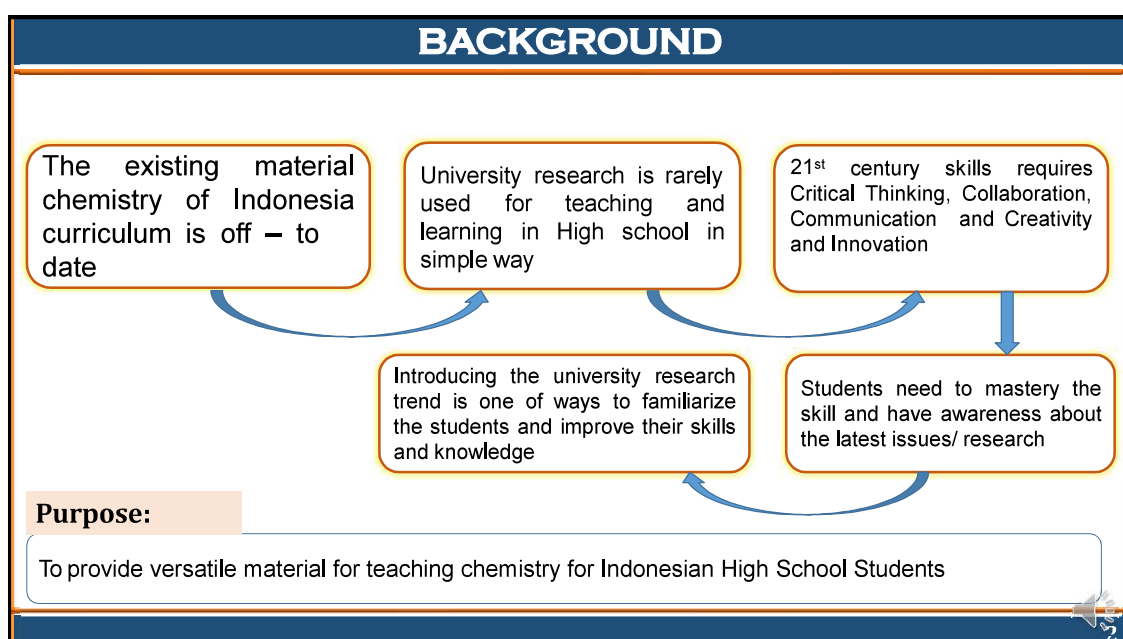 BACKGROUND
The existing material
chemistry of Indonesia
curriculum is off – to
date
University research is rarely
used for teaching and
learning in High school in
simple way
21st century skills requires
Critical Thinking, Collaboration,
Communication and Creativity
and Innovation
Students need to mastery the
skill and have awareness about
the latest issues/ research
Introducing the university research
trend is one of ways to familiarize
the students and improve their skills
and knowledge
Purpose:
To provide versatile material for teaching chemistry for Indonesian High School Students